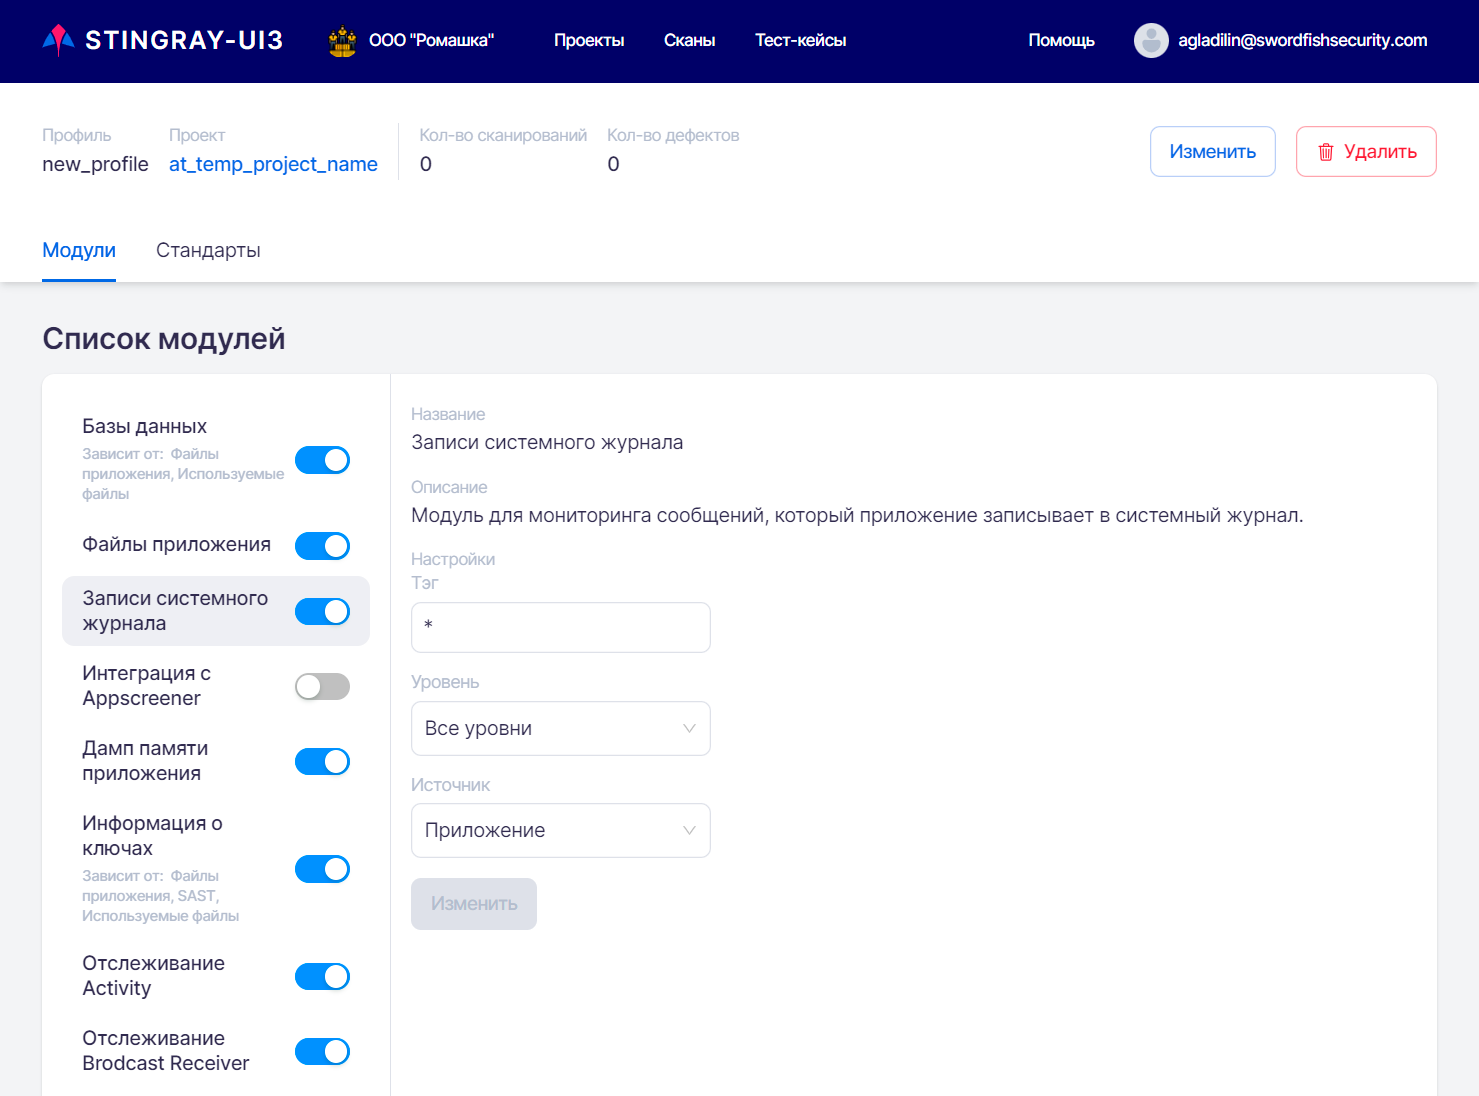 STINGRAY-UI3
ООО "Ромашка"
Проекты
Сканы
Тест-кейсы
Помощь
agladilin@swordfishsecurity.com
Профиль
new_profile
Проект
at_temp_project_name
Кол-во сканирований
0
Кол-во дефектов
0
Изменить
Удалить
Модули
Стандарты
Список модулей
Базы данных
Зависит от: Файлы
приложения, Используемые
файлы
Файлы приложения
Записи системного
журнала
Интеграция с
Appscreener
Дамп памяти
приложения
Информация о
ключах
Зависит от: Файлы
приложения, SAST,
Используемые файлы
Отслеживание
Activity
Отслеживание
Brodcast Receiver
Название
Записи системного журнала
Описание
Модуль для мониторинга сообщений, который приложение записывает в системный журнал.
Настройки
Тэг
*
Уровень
Все уровни
Источник
Приложение
Изменить